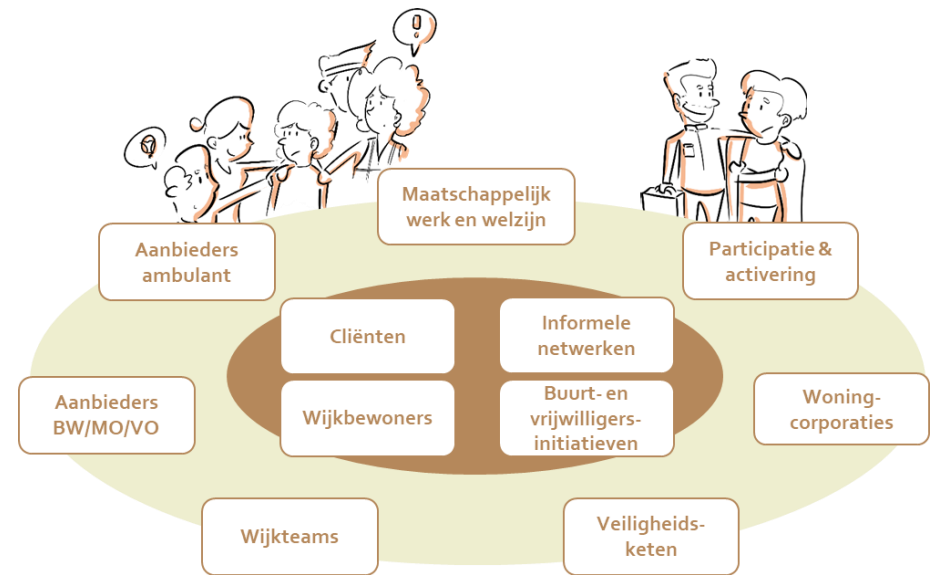 !
Maatschappelijk
werk en welzijn
Aanbieders
ambulant
Participatie &
activering
Cliënten
Informele
netwerken
Aanbieders
BW/MO/VO
Wijkbewoners
Buurt- en
vrijwilligers-
initiatieven
Woning-
corporaties
Wijkteams
Veiligheids-
keten